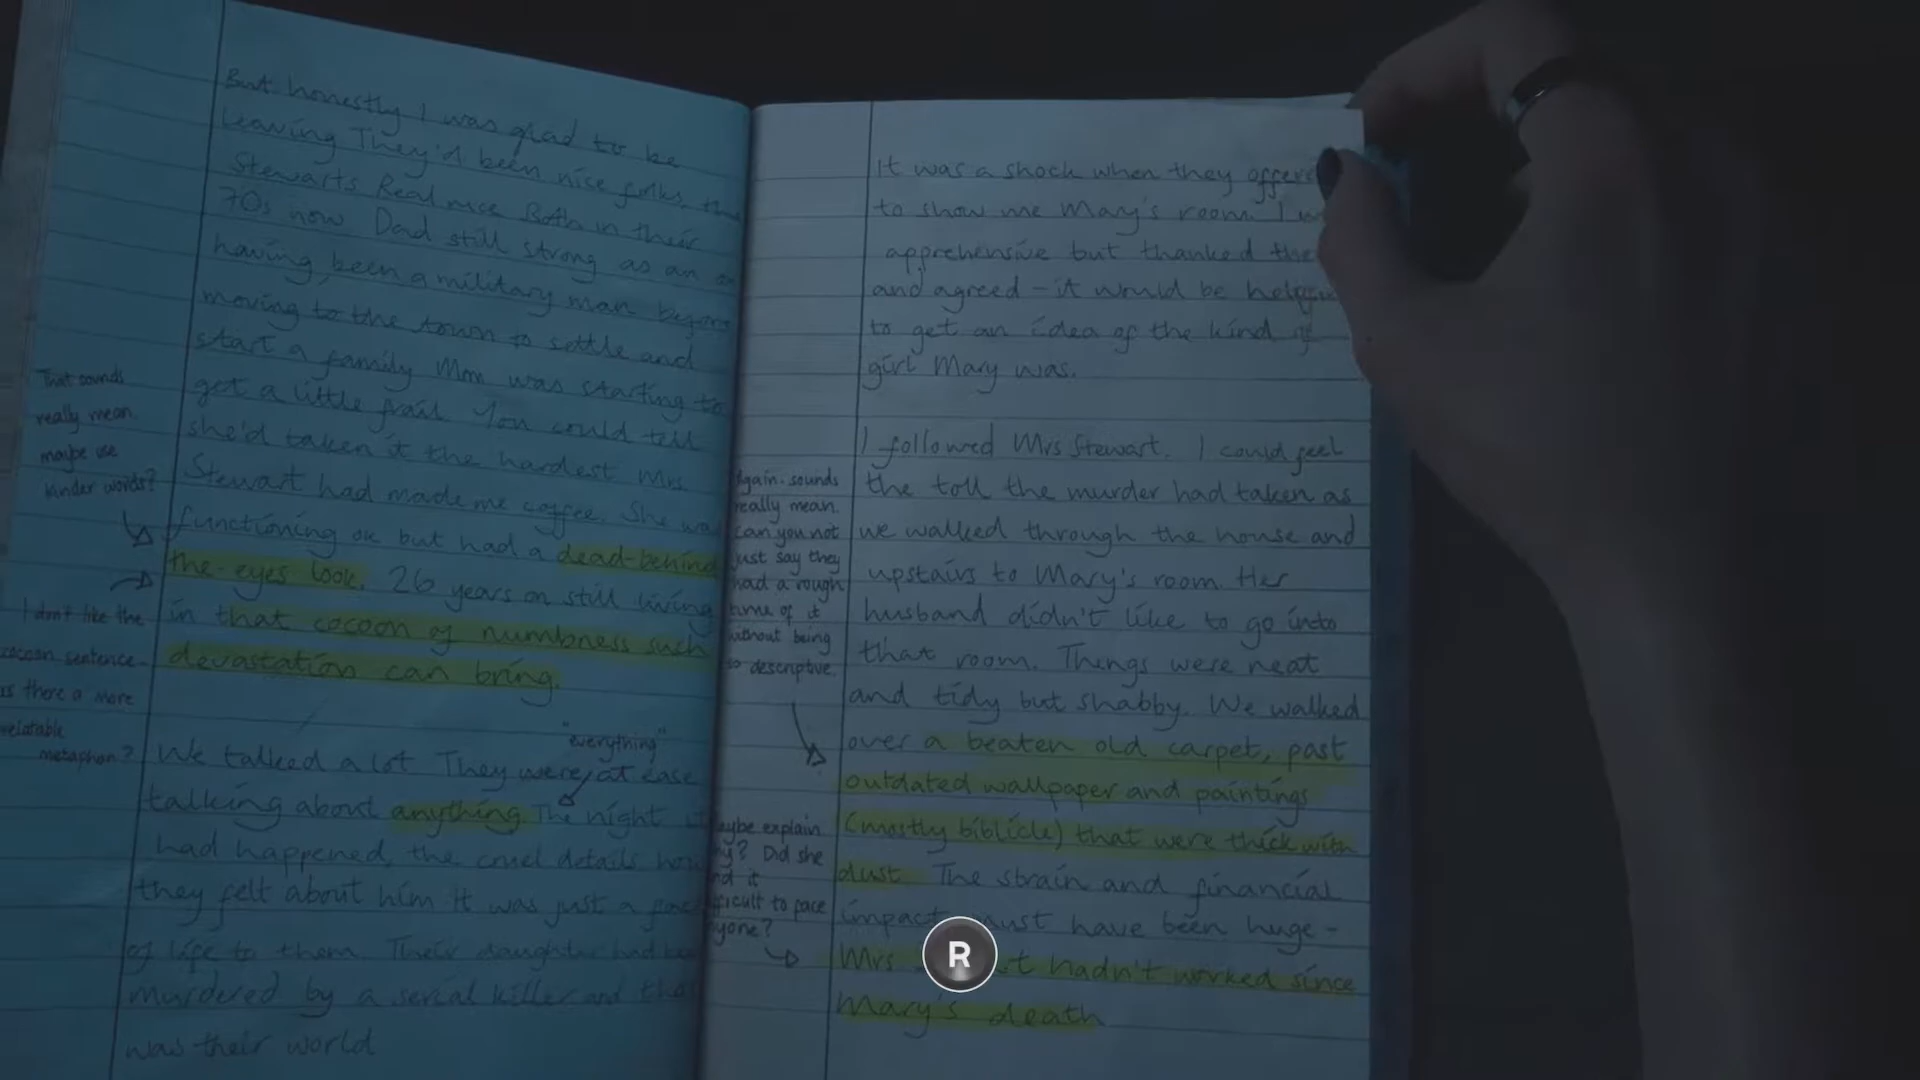 But honestly I was glad to be
leaving They'd been nice folks, the
Stewarts Real nice Both in their
70s now Dad still strong as an
having been a military man before
moving to the town to settle and
start a family Mom was starting to
get a little frail You could tell
she'd taken it the hardest Mrs.
Stewart had made me coffee. She was
functioning ok but had a dead-behind
the-eyes look. 26 years on still living
in that cocoon of numbness such
devastation can bring.
We talked a lot They were at ease
talking about anything. The night it
had happened, the cruel details how
they felt about him it was just a
of life to them. Their daughter had
murdered by a serial killer and that
was their world
"everything"
That sounds
really mean.
maybe use
kinder words?
I don't like the
cocoon sentence-
is there a more
relatable
metaphor?
It was a shock when they
to show me Mary's room I
apprehensive but thanked
and agreed - it would be
to get an idea of the kind of
girl Mary was.
I followed Mrs Stewart. I could feel
the toll the murder had taken as
we walked through the house and
upstairs to Mary's room. Her
husband didn't like to go into
that room. Things were neat
and tidy but shabby. We walked
over a beaten old carpet, past
outdated wallpaper and paintings
(mostly biblicle) that were thick with
dust. The strain and financial
impact must have been huge -
Mrs hadn't worked since
Mary's death
Again-sounds
really mean.
Can you not
just say they
had a rough
time of it
without being
so descriptive.
explain
Did she
it
to face
R